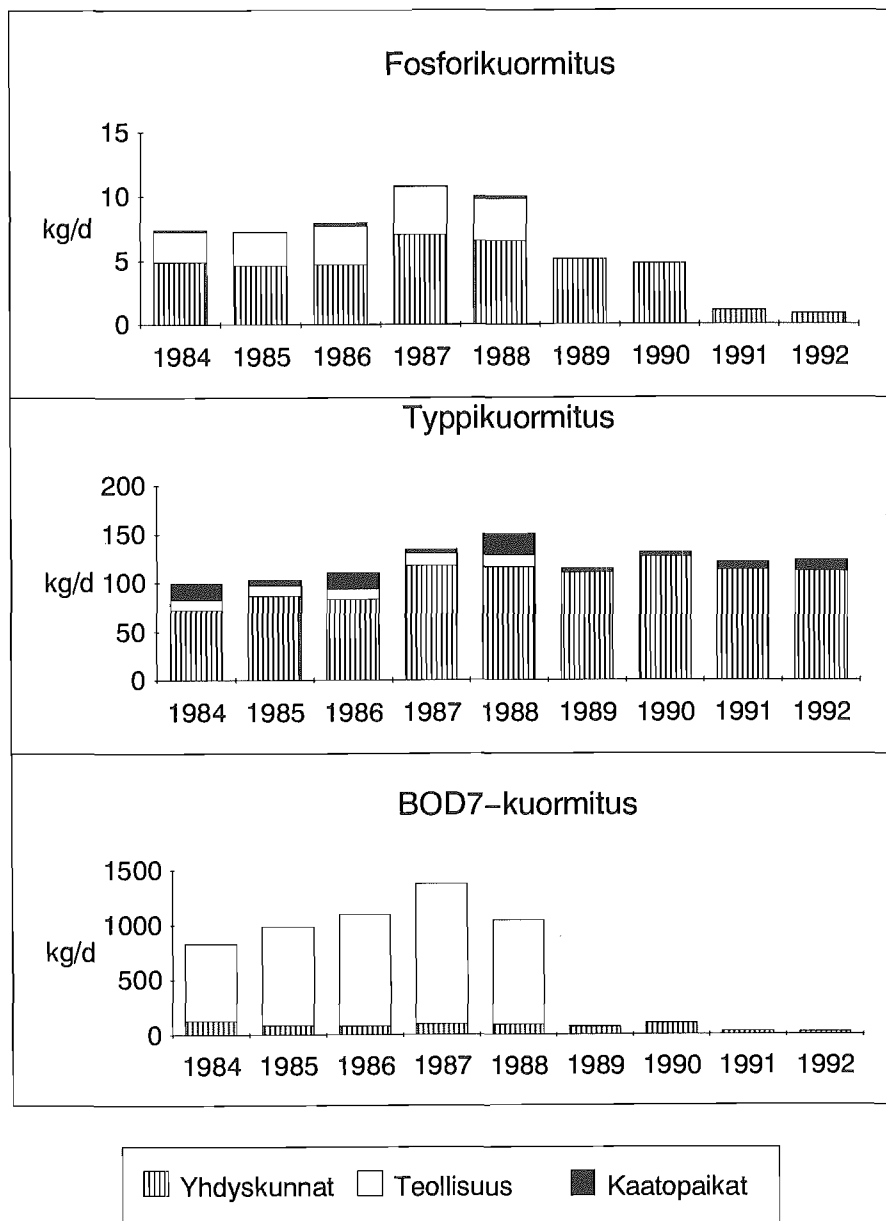 Fosforikuormitus
15
10
kg/d
5
0
1984 1985 1986 1987 1988 1989 1990 1991 1992
Typpikuormitus
200
150
kg/d 100
50
0
1984 1985 1986 1987 1988 1989 1990 1991 1992
BOD7-kuormitus
1500
1000
kg/d
500
0
1984 1985 1986 1987 1988 1989 1990 1991 1992
Yhdyskunnat Teollisuus Kaatopaikat